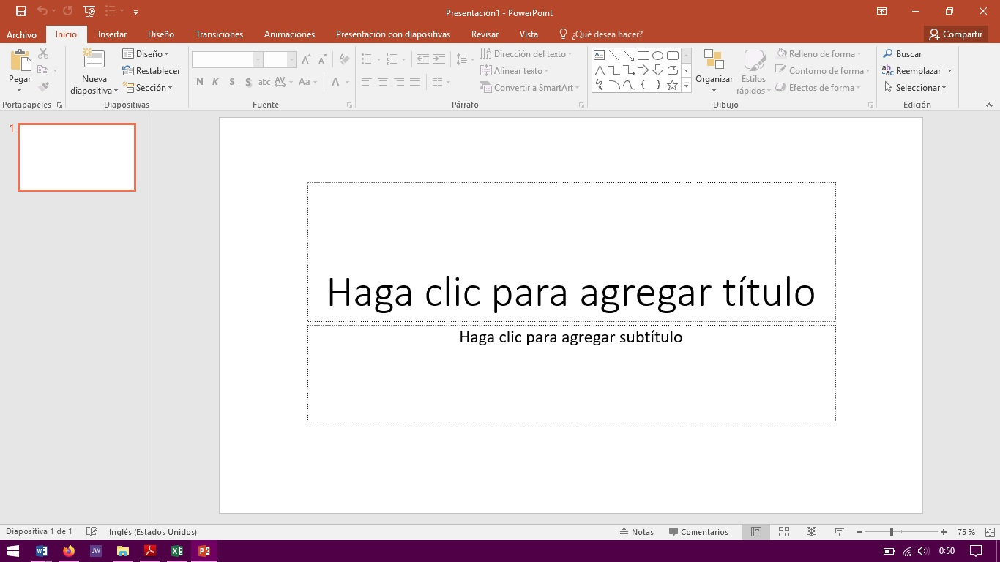 Presentación1 - PowerPoint
Archivo Inicio Insertar Diseño Transiciones Animaciones Presentación con diapositivas Revisar Vista ¿Qué desea hacer? Compartir
Pegar
Portapapeles
Nueva diapositiva
Diseño
Restablecer
Sección
Diapositivas
N K S S abc AV Aa A
Fuente
Dirección del texto
Alinear texto
Convertir a SmartArt
Párrafo
Organizar
Estilos rápidos
Relleno de forma
Contorno de forma
Efectos de forma
Dibujo
Buscar
Reemplazar
Seleccionar
Edición
1
Haga clic para agregar título
Haga clic para agregar subtítulo
Diapositiva 1 de 1 Inglés (Estados Unidos) Notas Comentarios 75 %
JW
0:50